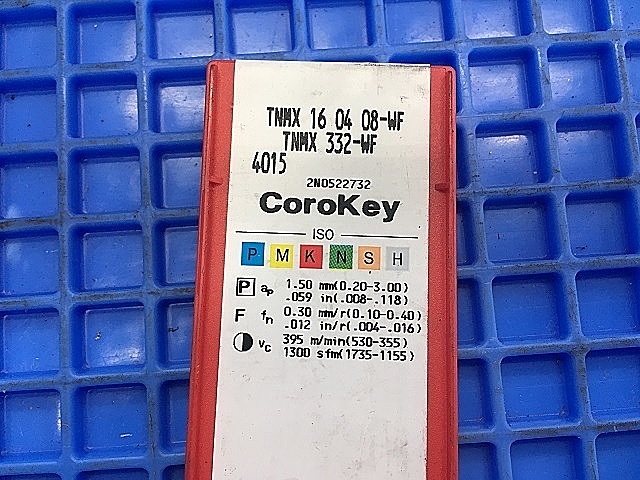 TNMX 16 04 08-WF
TNMX 332-WF
4015
2N0522732
CoroKey
ISO
P M K N S H
P ap 1.50 mm(0.20-3.00)
.059 in(.008-.118)
F fn 0.30 mm/r(0.10-0.40)
.012 in/r(.004-.016)
vc 395 m/min(530-355)
1300 sfm(1735-1155)